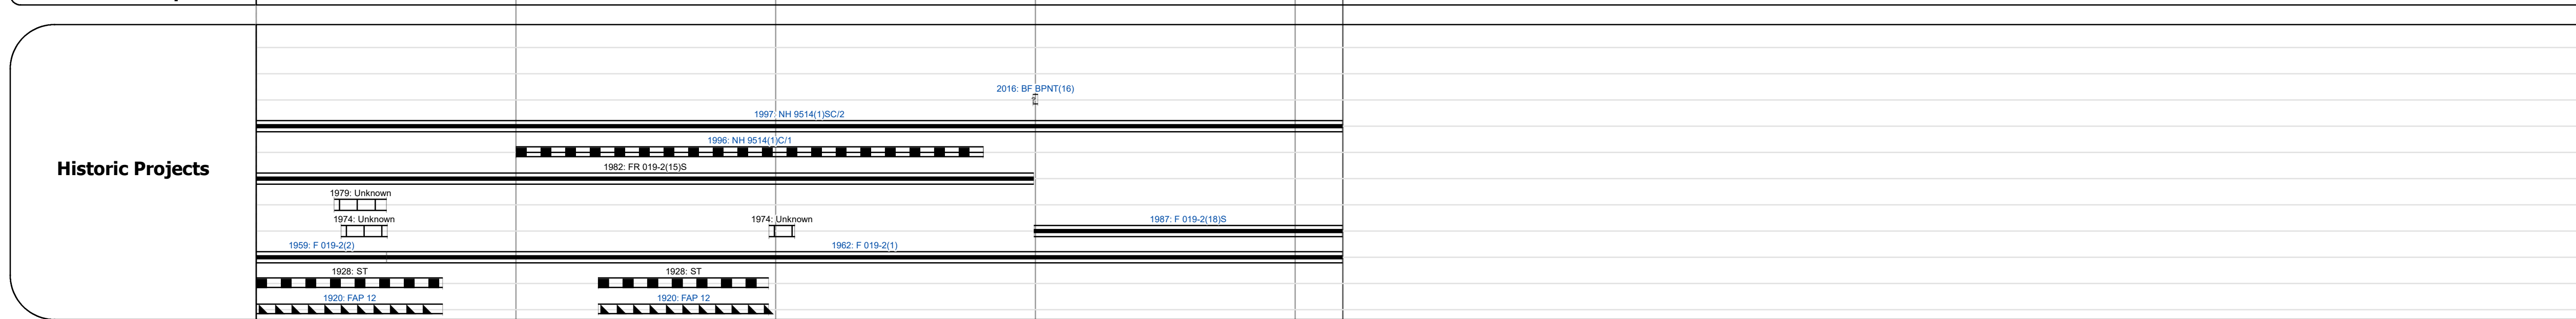 Historic Projects
2016: BF BPNT(16)
1997: NH 9514(1)SC/2
1996: NH 9514(1)C/1
1982: FR 019-2(15)S
1979: Unknown
1974: Unknown
1974: Unknown
1987: F 019-2(18)S
1959: F 019-2(2)
1962: F 019-2(1)
1928: ST
1928: ST
1920: FAP 12
1920: FAP 12